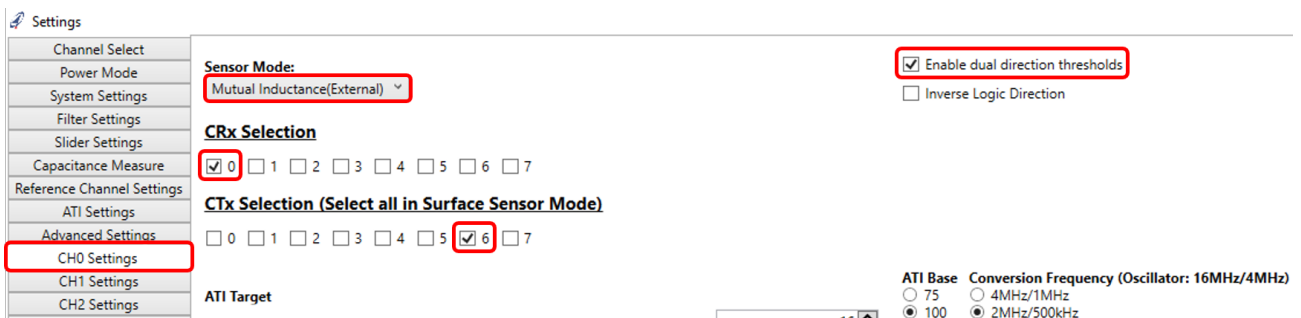 Settings
Channel Select
Power Mode
System Settings
Filter Settings
Slider Settings
Capacitance Measure
Reference Channel Settings
ATI Settings
Advanced Settings
CH0 Settings
CH1 Settings
CH2 Settings
Sensor Mode:
Mutual Inductance(External)
CRx Selection
0 1 2 3 4 5 6 7
CTx Selection (Select all in Surface Sensor Mode)
0 1 2 3 4 5 6 7
ATI Target
Enable dual direction thresholds
Inverse Logic Direction
ATI Base Conversion Frequency (Oscillator: 16MHz/4MHz)
75 4MHz/1MHz
100 2MHz/500kHz